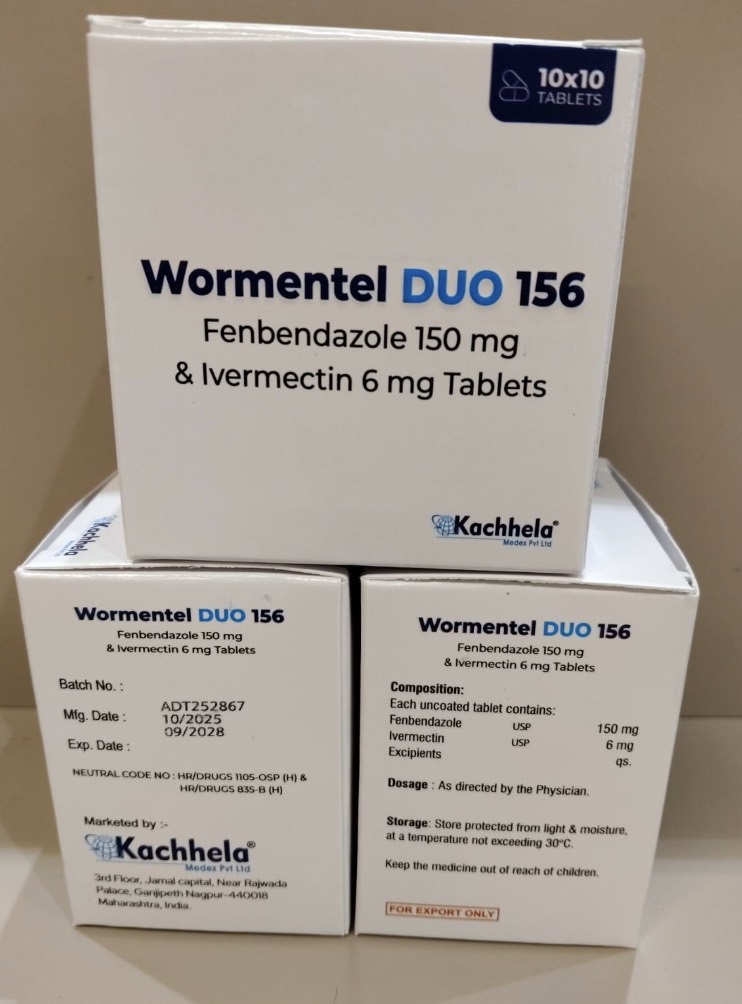 10x10
TABLETS
Wormentel DUO 156
Fenbendazole 150 mg
& Ivermectin 6 mg Tablets
Kachhela®
Medex Pvt Ltd
Kachhela
Wormentel DUO 156
Fenbendazole 150 mg
& Ivermectin 6 mg Tablets
Batch No. : ADT252867
Mfg. Date : 10/2025
Exp. Date : 09/2028
NEUTRAL CODE NO : HR/DRUGS 1105-OSP (H) &
HR/DRUGS 835-B (H)
Marketed by :-
Kachhela®
Medex Pvt Ltd
3rd Floor, Jamal capital, Near Rajwada
Palace, Ganjipeth Nagpur-440018
Maharashtra, India.
Wormentel DUO 156
Fenbendazole 150 mg
& Ivermectin 6 mg Tablets
Composition:
Each uncoated tablet contains:
Fenbendazole USP 150 mg
Ivermectin USP 6 mg
Excipients qs.
Dosage : As directed by the Physician.
Storage: Store protected from light & moisture,
at a temperature not exceeding 30°C.
Keep the medicine out of reach of children.
FOR EXPORT ONLY